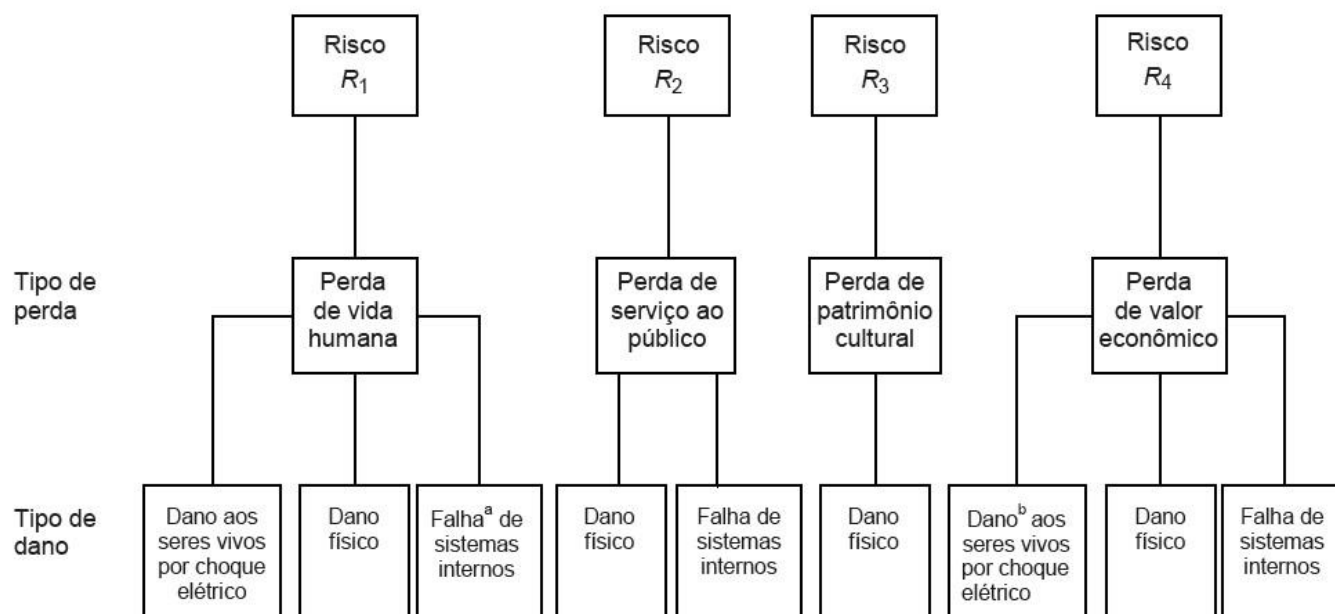 Risco
R1
Risco
R2
Risco
R3
Risco
R4
Tipo de
perda
Perda
de vida
humana
Perda de
serviço ao
público
Perda de
patrimônio
cultural
Perda
de valor
econômico
Tipo de
dano
Dano aos
seres vivos
por choque
elétrico
Dano
físico
Falhaª de
sistemas
internos
Dano
físico
Falha de
sistemas
internos
Dano
físico
Danoᵇ aos
seres vivos
por choque
elétrico
Dano
físico
Falha de
sistemas
internos